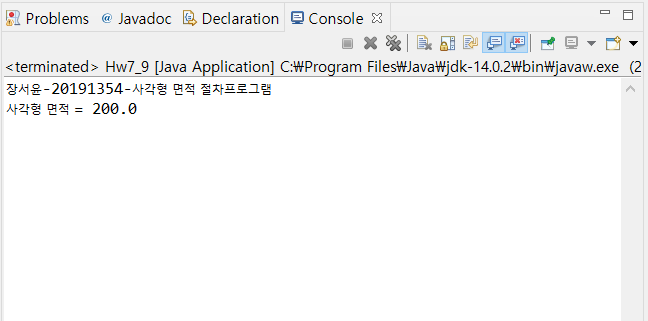 Problems @ Javadoc Declaration Console
<terminated> Hw7_9 [Java Application] C:₩Program Files₩Java₩jdk-14.0.2₩bin₩javaw.exe (2
장서윤-20191354-사각형 면적 절차프로그램
사각형 면적 = 200.0